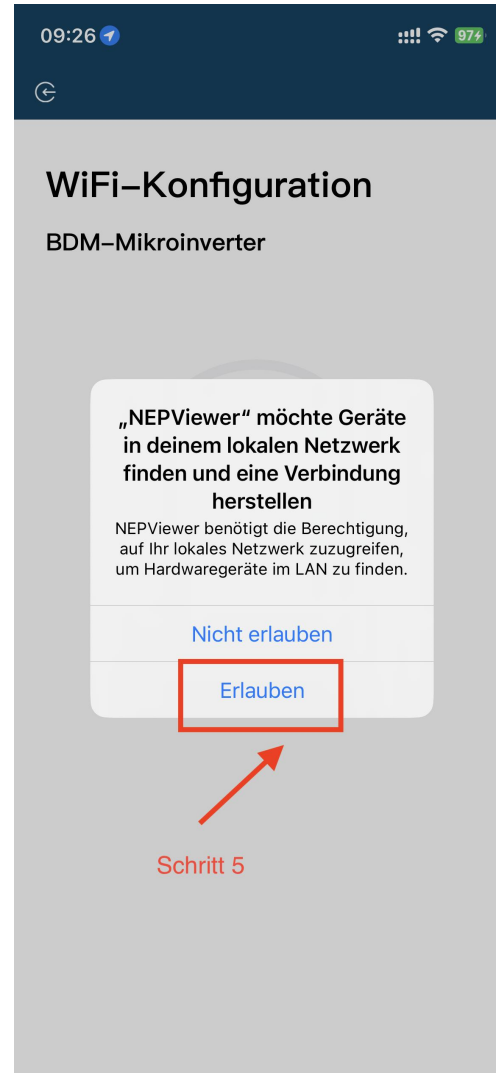 09:26
97
WiFi–Konfiguration
BDM–Mikroinverter
„NEPViewer" möchte Geräte
in deinem lokalen Netzwerk
finden und eine Verbindung
herstellen
NEPViewer benötigt die Berechtigung,
auf Ihr lokales Netzwerk zuzugreifen,
um Hardwaregeräte im LAN zu finden.
Nicht erlauben
Erlauben
Schritt 5